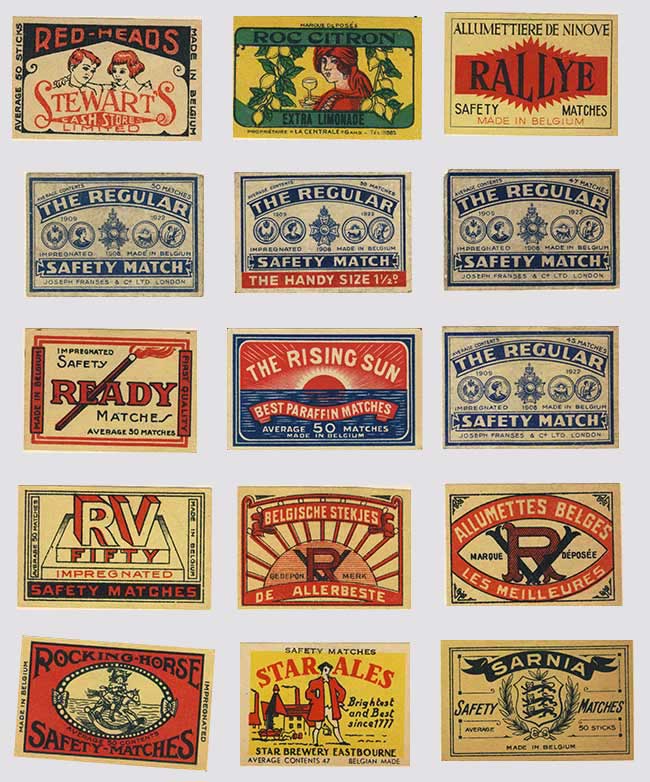 AVERAGE 50 STICKS
RED-HEADS
MADE IN BELGIUM
STEWART'S
CASH STORES
LIMITED
MARQUE DÉPOSÉE
ROC CITRON
EXTRA LIMONADE
PROPRIÉTAIRE "LA CENTRALE" GAND - TÉL.
ALLUMETTIERE DE NINOVE
RALLYE
SAFETY MATCHES
MADE IN BELGIUM
AVERAGE CONTENTS 50 MATCHES
THE REGULAR
1909 1922
IMPREGNATED 1908 MADE IN BELGIUM
SAFETY MATCH
JOSEPH FRANSES & Cº LTD. LONDON
AVERAGE CONTENTS 50 MATCHES
THE REGULAR
1909 1922
IMPREGNATED 1908 MADE IN BELGIUM
SAFETY MATCH
THE HANDY SIZE 1½ᴰ
AVERAGE CONTENTS 47 MATCHES
THE REGULAR
1909 1922
IMPREGNATED 1908 MADE IN BELGIUM
SAFETY MATCH
JOSEPH FRANSES & Cº LTD. LONDON
MADE IN BELGIUM
IMPREGNATED
SAFETY
READY
MATCHES
AVERAGE 50 MATCHES
FIRST QUALITY
THE RISING SUN
BEST PARAFFIN MATCHES
AVERAGE 50 MATCHES
MADE IN BELGIUM
AVERAGE CONTENTS 45 MATCHES
THE REGULAR
1909 1922
IMPREGNATED 1908 MADE IN BELGIUM
SAFETY MATCH
JOSEPH FRANSES & Cº LTD. LONDON
AVERAGE 50 MATCHES
RV
FIFTY
MADE IN BELGIUM
IMPREGNATED
SAFETY MATCHES
BELGISCHE STEKJES
RV
GEDEPON. MERK
DE ALLERBESTE
ALLUMETTES BELGES
MARQUE RV DÉPOSÉE
LES MEILLEURES
MADE IN BELGIUM
ROCKING-HORSE
AVERAGE 50 CONTENTS
SAFETY-MATCHES
IMPREGNATED
SAFETY MATCHES
STAR ALES
Brightest
and Best
since 1777
STAR BREWERY EASTBOURNE
AVERAGE CONTENTS 47 BELGIAN MADE
SARNIA
SAFETY MATCHES
AVERAGE 50 STICKS
MADE IN BELGIUM